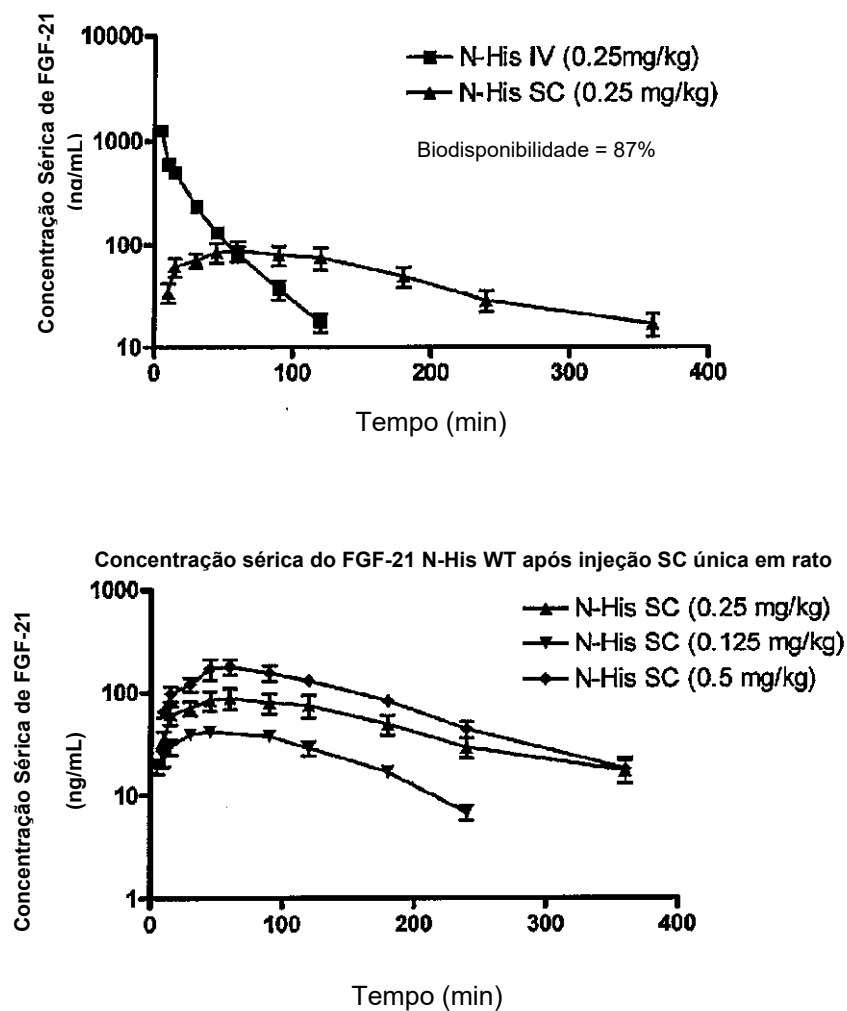 Concentração Sérica de FGF-21
(ng/mL)
10000
1000
100
10
N-His IV (0.25mg/kg)
N-His SC (0.25 mg/kg)
Biodisponibilidade = 87%
0 100 200 300 400
Tempo (min)
Concentração sérica do FGF-21 N-His WT após injeção SC única em rato
Concentração Sérica de FGF-21
(ng/mL)
1000
100
10
1
N-His SC (0.25 mg/kg)
N-His SC (0.125 mg/kg)
N-His SC (0.5 mg/kg)
0 100 200 300 400
Tempo (min)